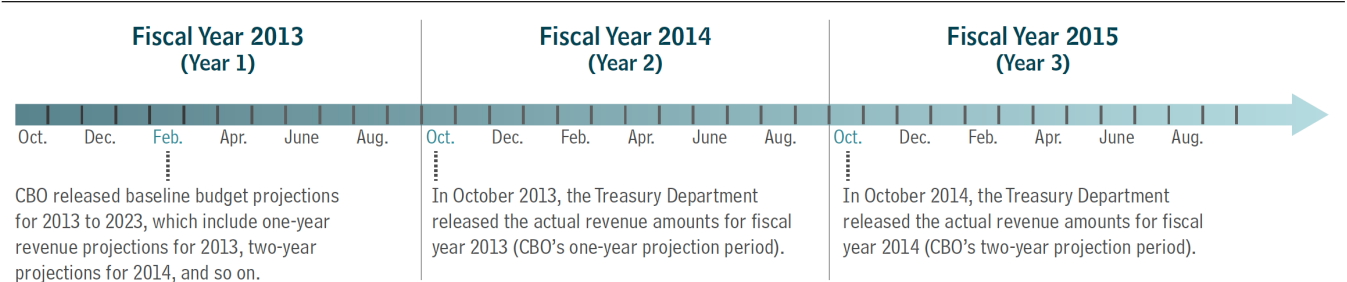 Fiscal Year 2013
(Year 1)
Fiscal Year 2014
(Year 2)
Fiscal Year 2015
(Year 3)
Oct. Dec. Feb. Apr. June Aug. Oct. Dec. Feb. Apr. June Aug. Oct. Dec. Feb. Apr. June Aug.
CBO released baseline budget projections
for 2013 to 2023, which include one-year
revenue projections for 2013, two-year
projections for 2014, and so on.
In October 2013, the Treasury Department
released the actual revenue amounts for fiscal
year 2013 (CBO’s one-year projection period).
In October 2014, the Treasury Department
released the actual revenue amounts for fiscal
year 2014 (CBO’s two-year projection period).